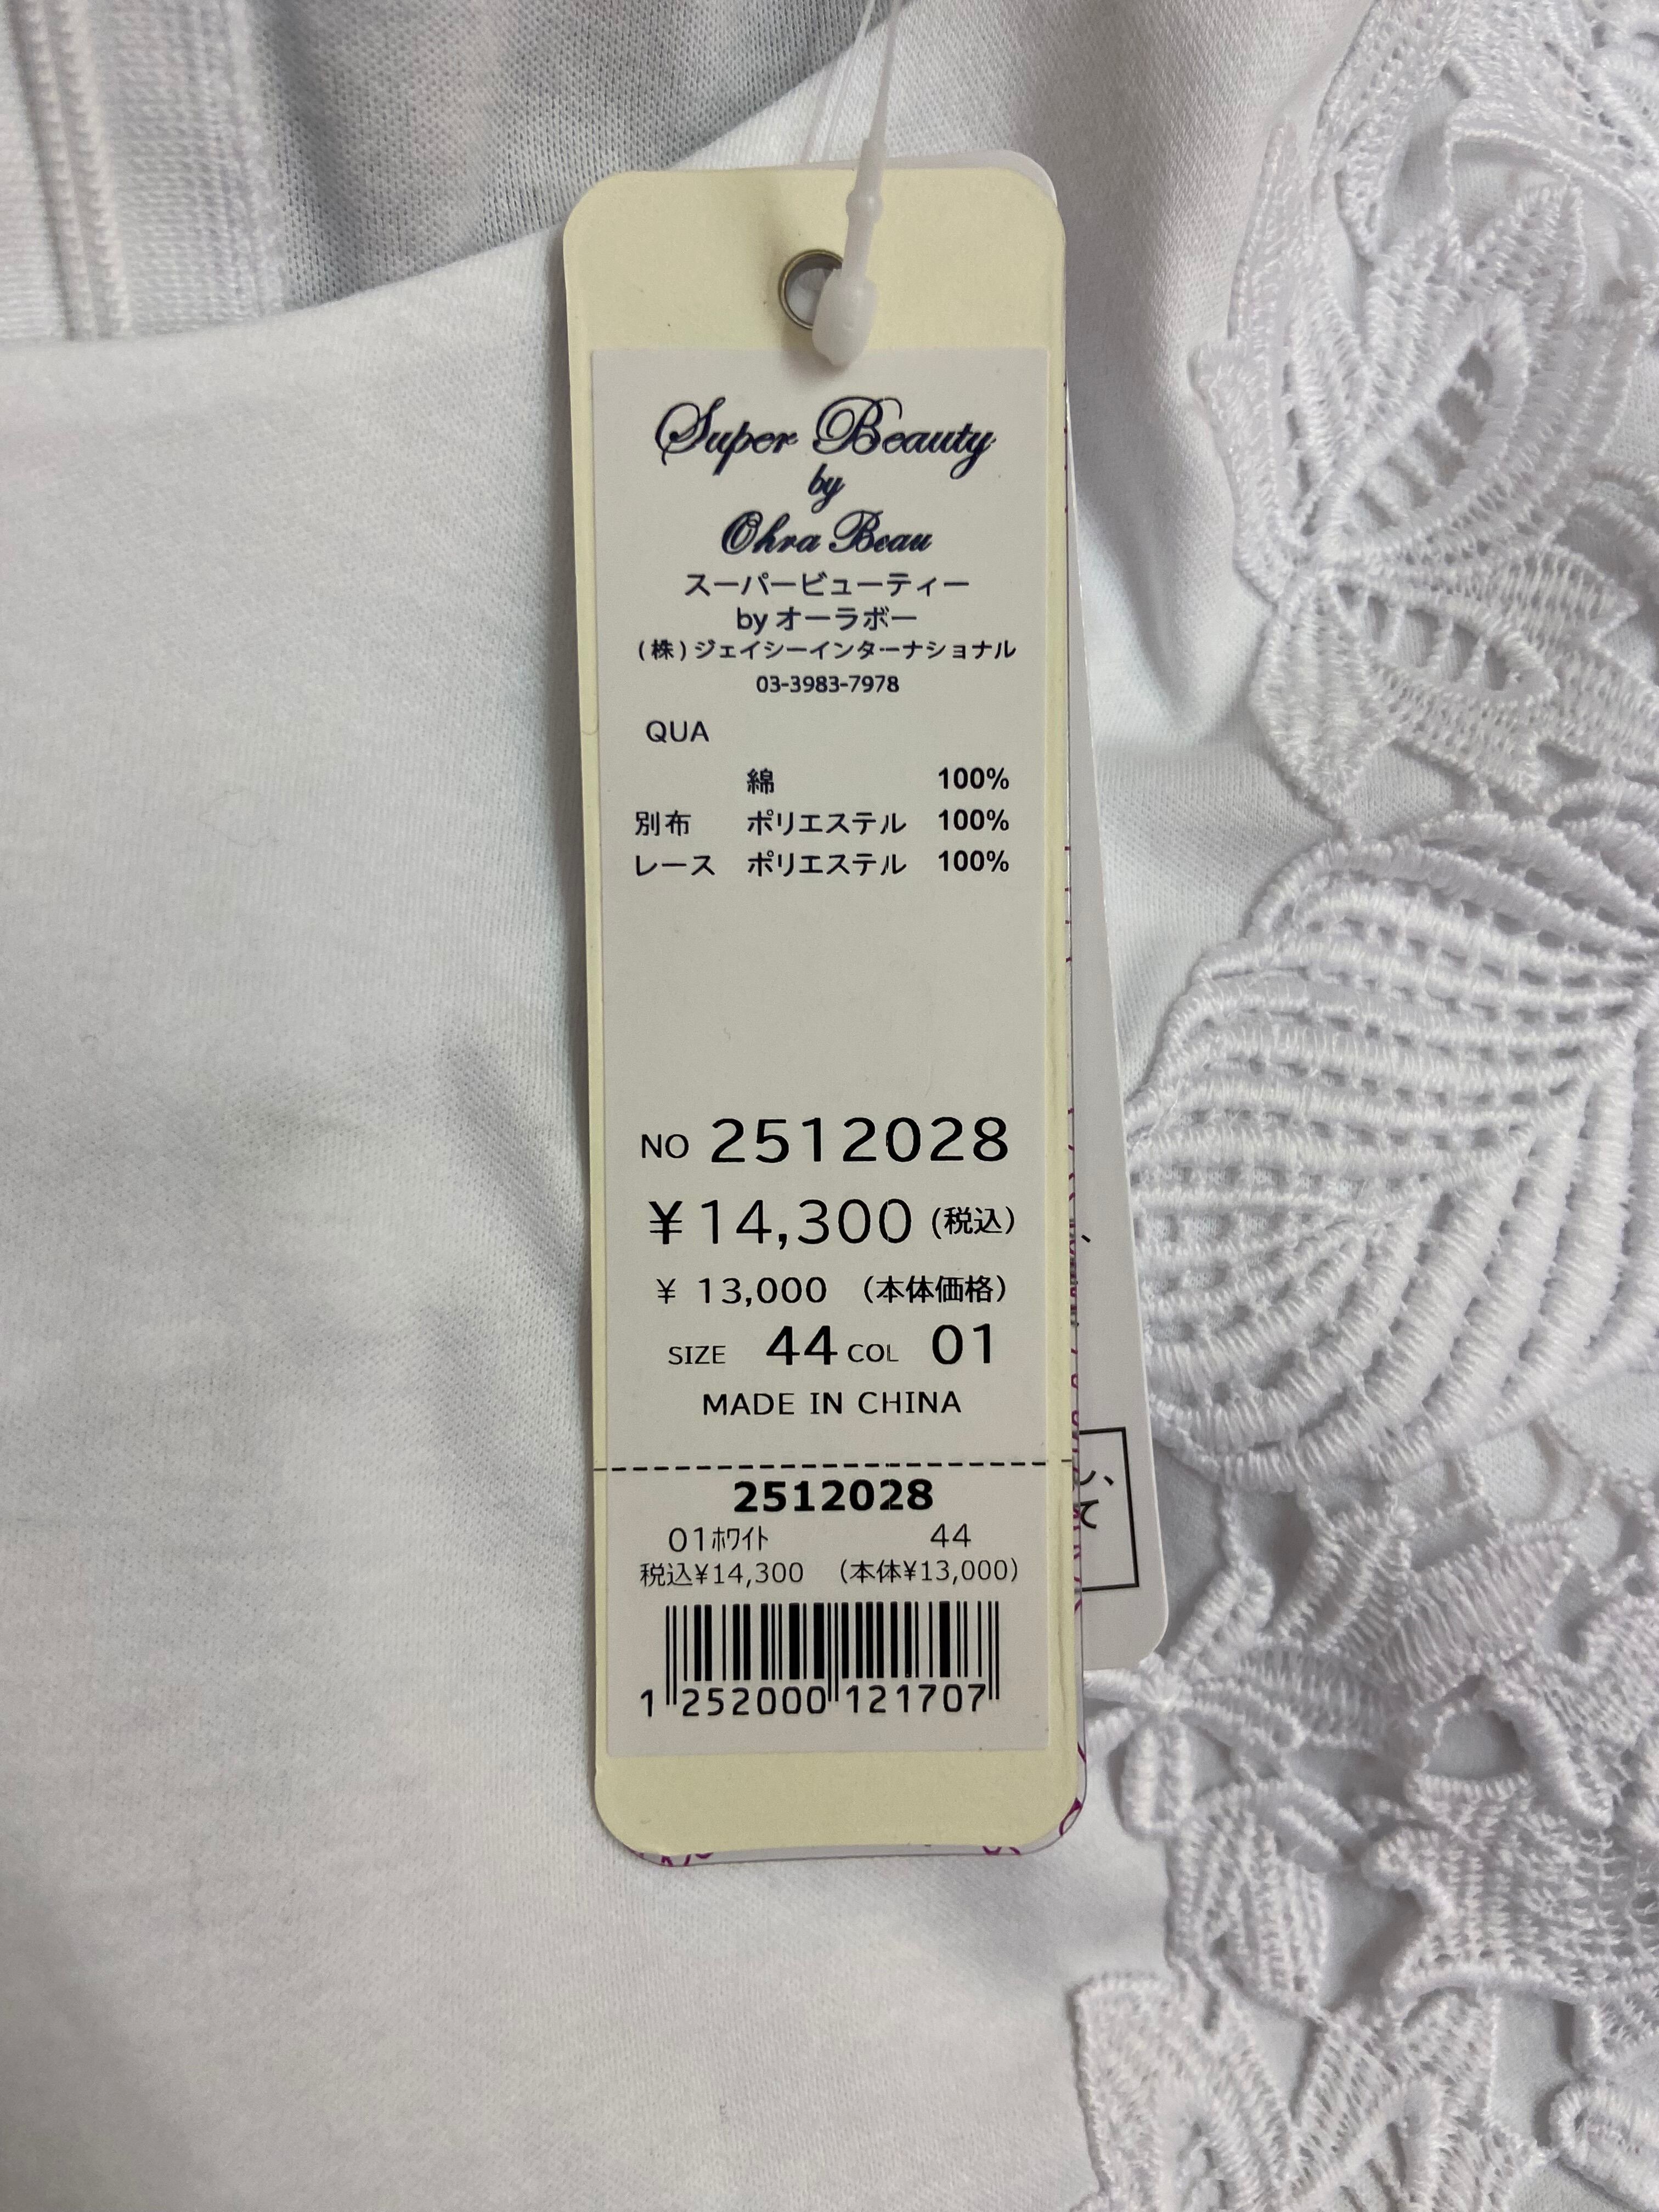 Super Beauty
by
Ohra Beau
スーパービューティー
by オーラボー
(株)ジェイシーインターナショナル
03-3983-7978
QUA
綿 100%
別布 ポリエステル 100%
レース ポリエステル 100%
NO 2512028
¥14,300 (税込)
¥ 13,000 (本体価格)
SIZE 44 COL 01
MADE IN CHINA
2512028
01ﾎﾜｲﾄ 44
税込¥14,300 (本体¥13,000)
1 252000 121707
て